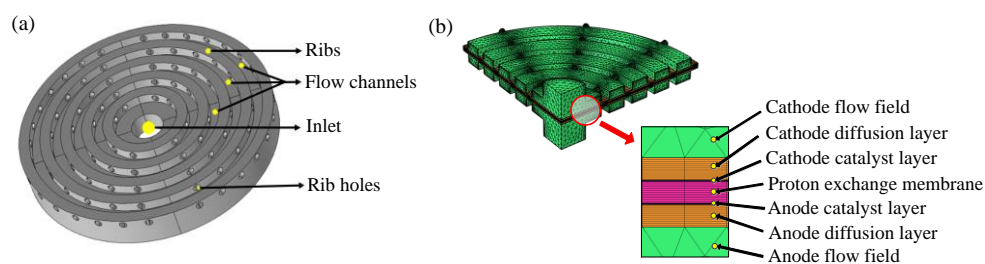 (a)
Ribs
Flow channels
Inlet
Rib holes
(b)
Cathode flow field
Cathode diffusion layer
Cathode catalyst layer
Proton exchange membrane
Anode catalyst layer
Anode diffusion layer
Anode flow field